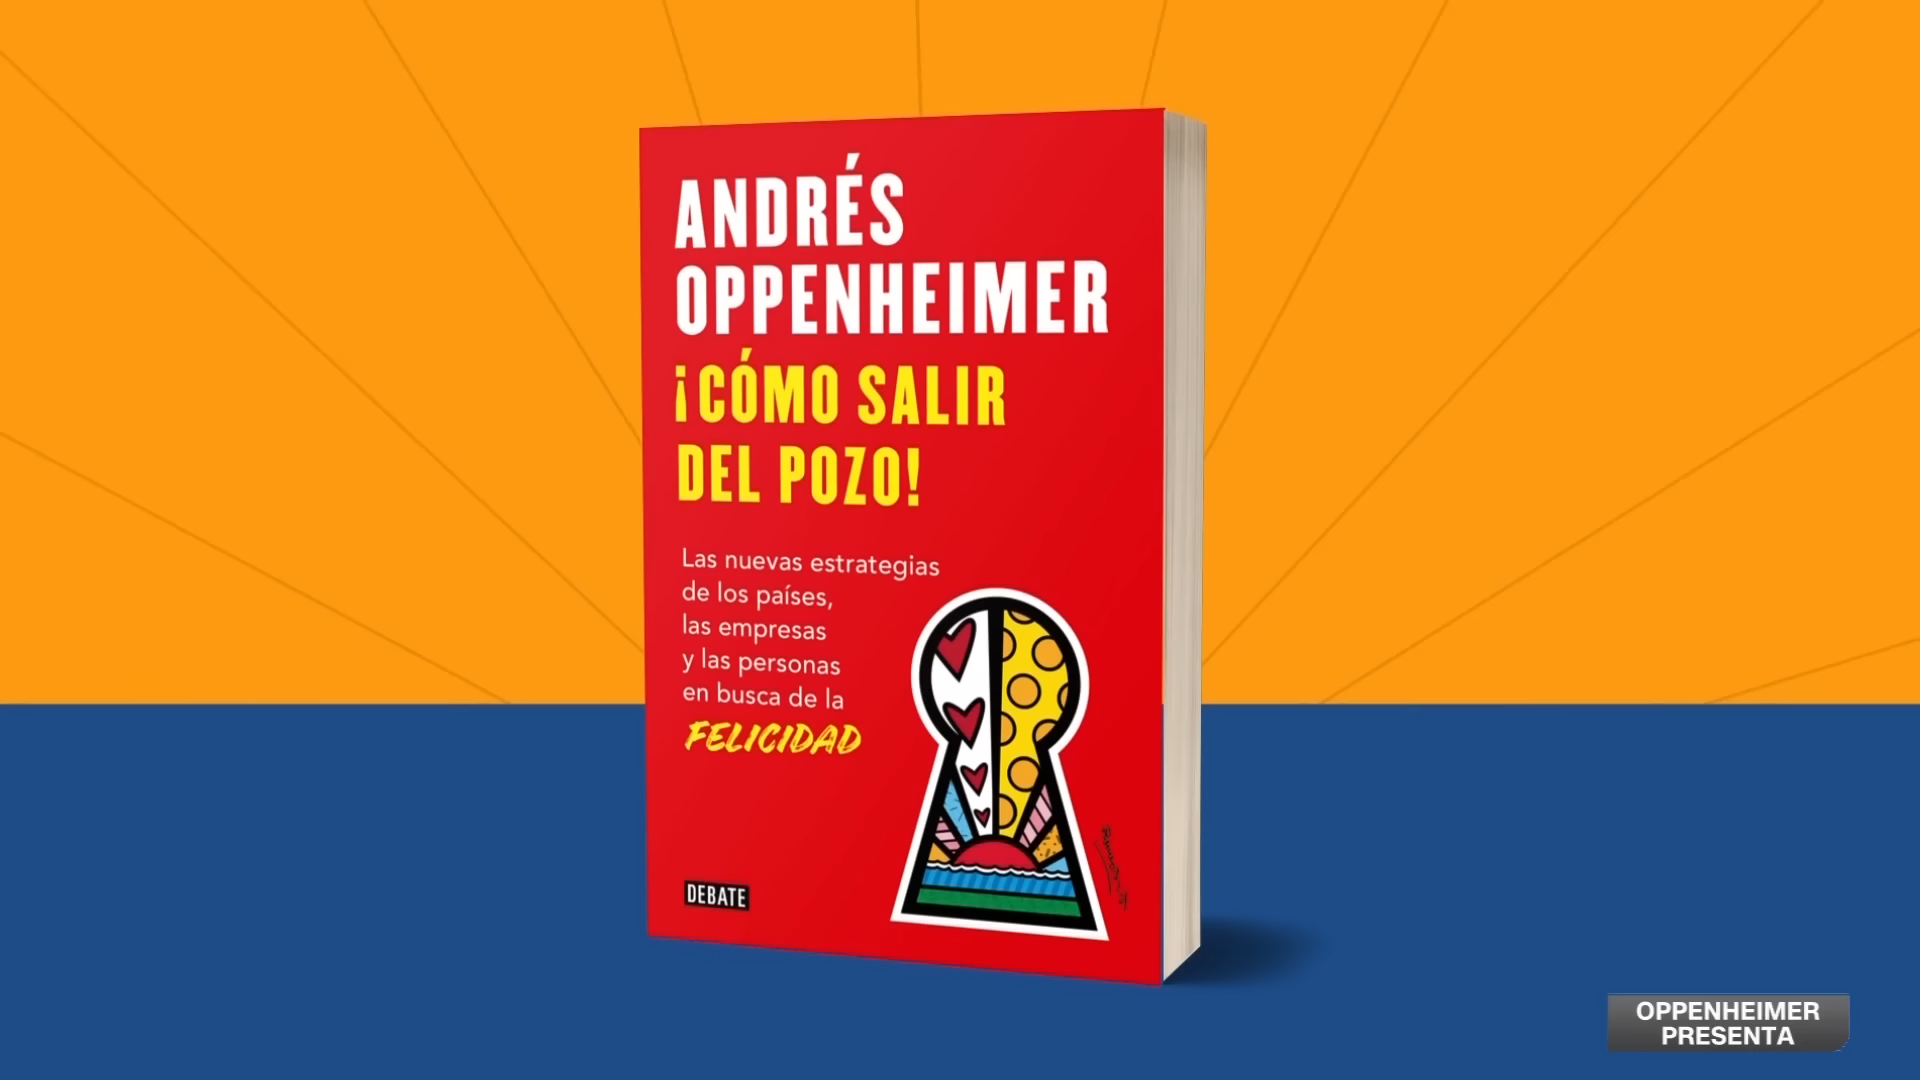 ANDRÉS
OPPENHEIMER
¡CÓMO SALIR
DEL POZO!
Las nuevas estrategias
de los países,
las empresas
y las personas
en busca de la
FELICIDAD
DEBATE
OPPENHEIMER
PRESENTA